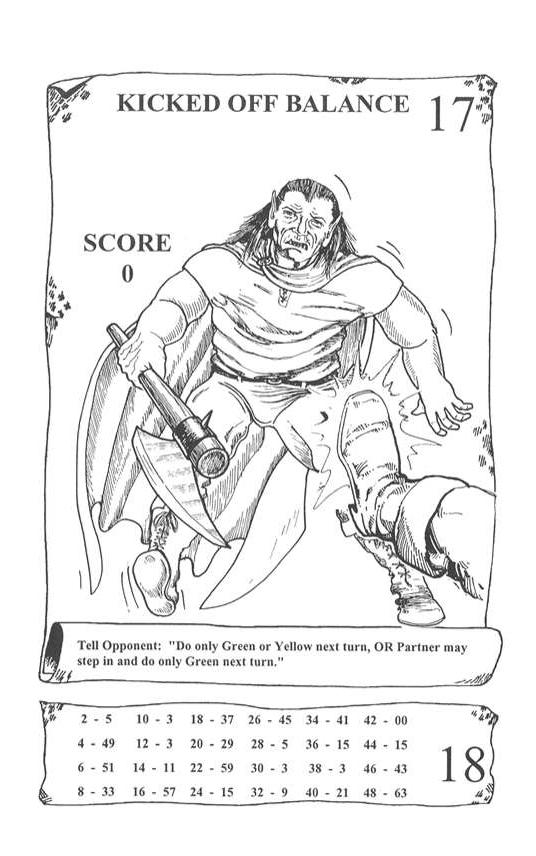 KICKED OFF BALANCE 17
SCORE
0
Tell Opponent: "Do only Green or Yellow next turn, OR Partner may
step in and do only Green next turn."
2 - 5 10 - 3 18 - 37 26 - 45 34 - 41 42 - 00
4 - 49 12 - 3 20 - 29 28 - 5 36 - 15 44 - 15
6 - 51 14 - 11 22 - 59 30 - 3 38 - 3 46 - 43
8 - 33 16 - 57 24 - 15 32 - 9 40 - 21 48 - 63
18